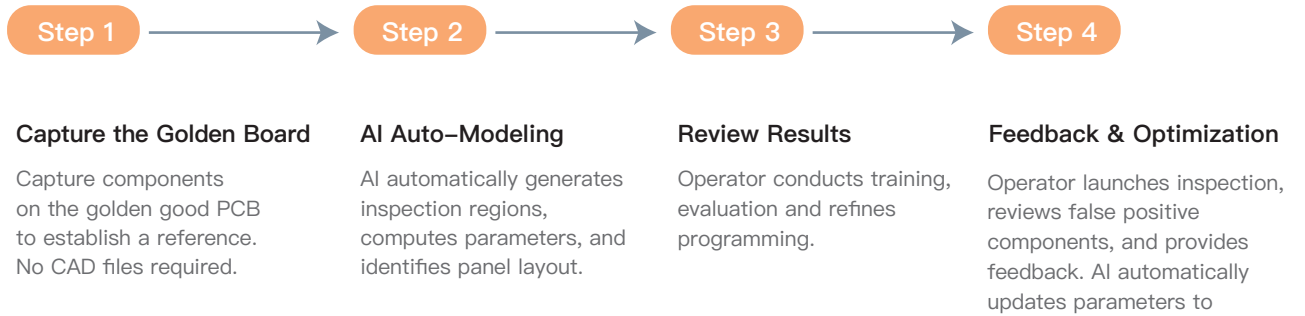 Step 1
Step 2
Step 3
Step 4
Capture the Golden Board
Capture components
on the golden good PCB
to establish a reference.
No CAD files required.
AI Auto–Modeling
AI automatically generates
inspection regions,
computes parameters, and
identifies panel layout.
Review Results
Operator conducts training,
evaluation and refines
programming.
Feedback & Optimization
Operator launches inspection,
reviews false positive
components, and provides
feedback. AI automatically
updates parameters to